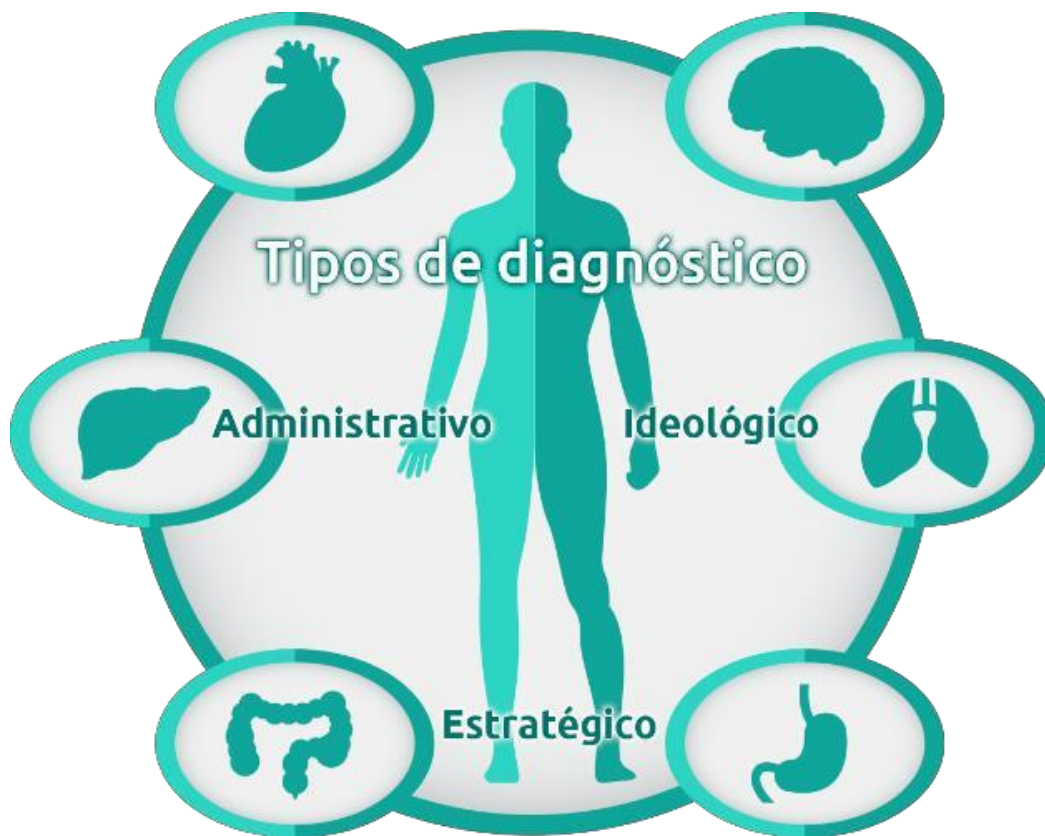 Tipos de diagnóstico
Administrativo
Ideológico
Estratégico